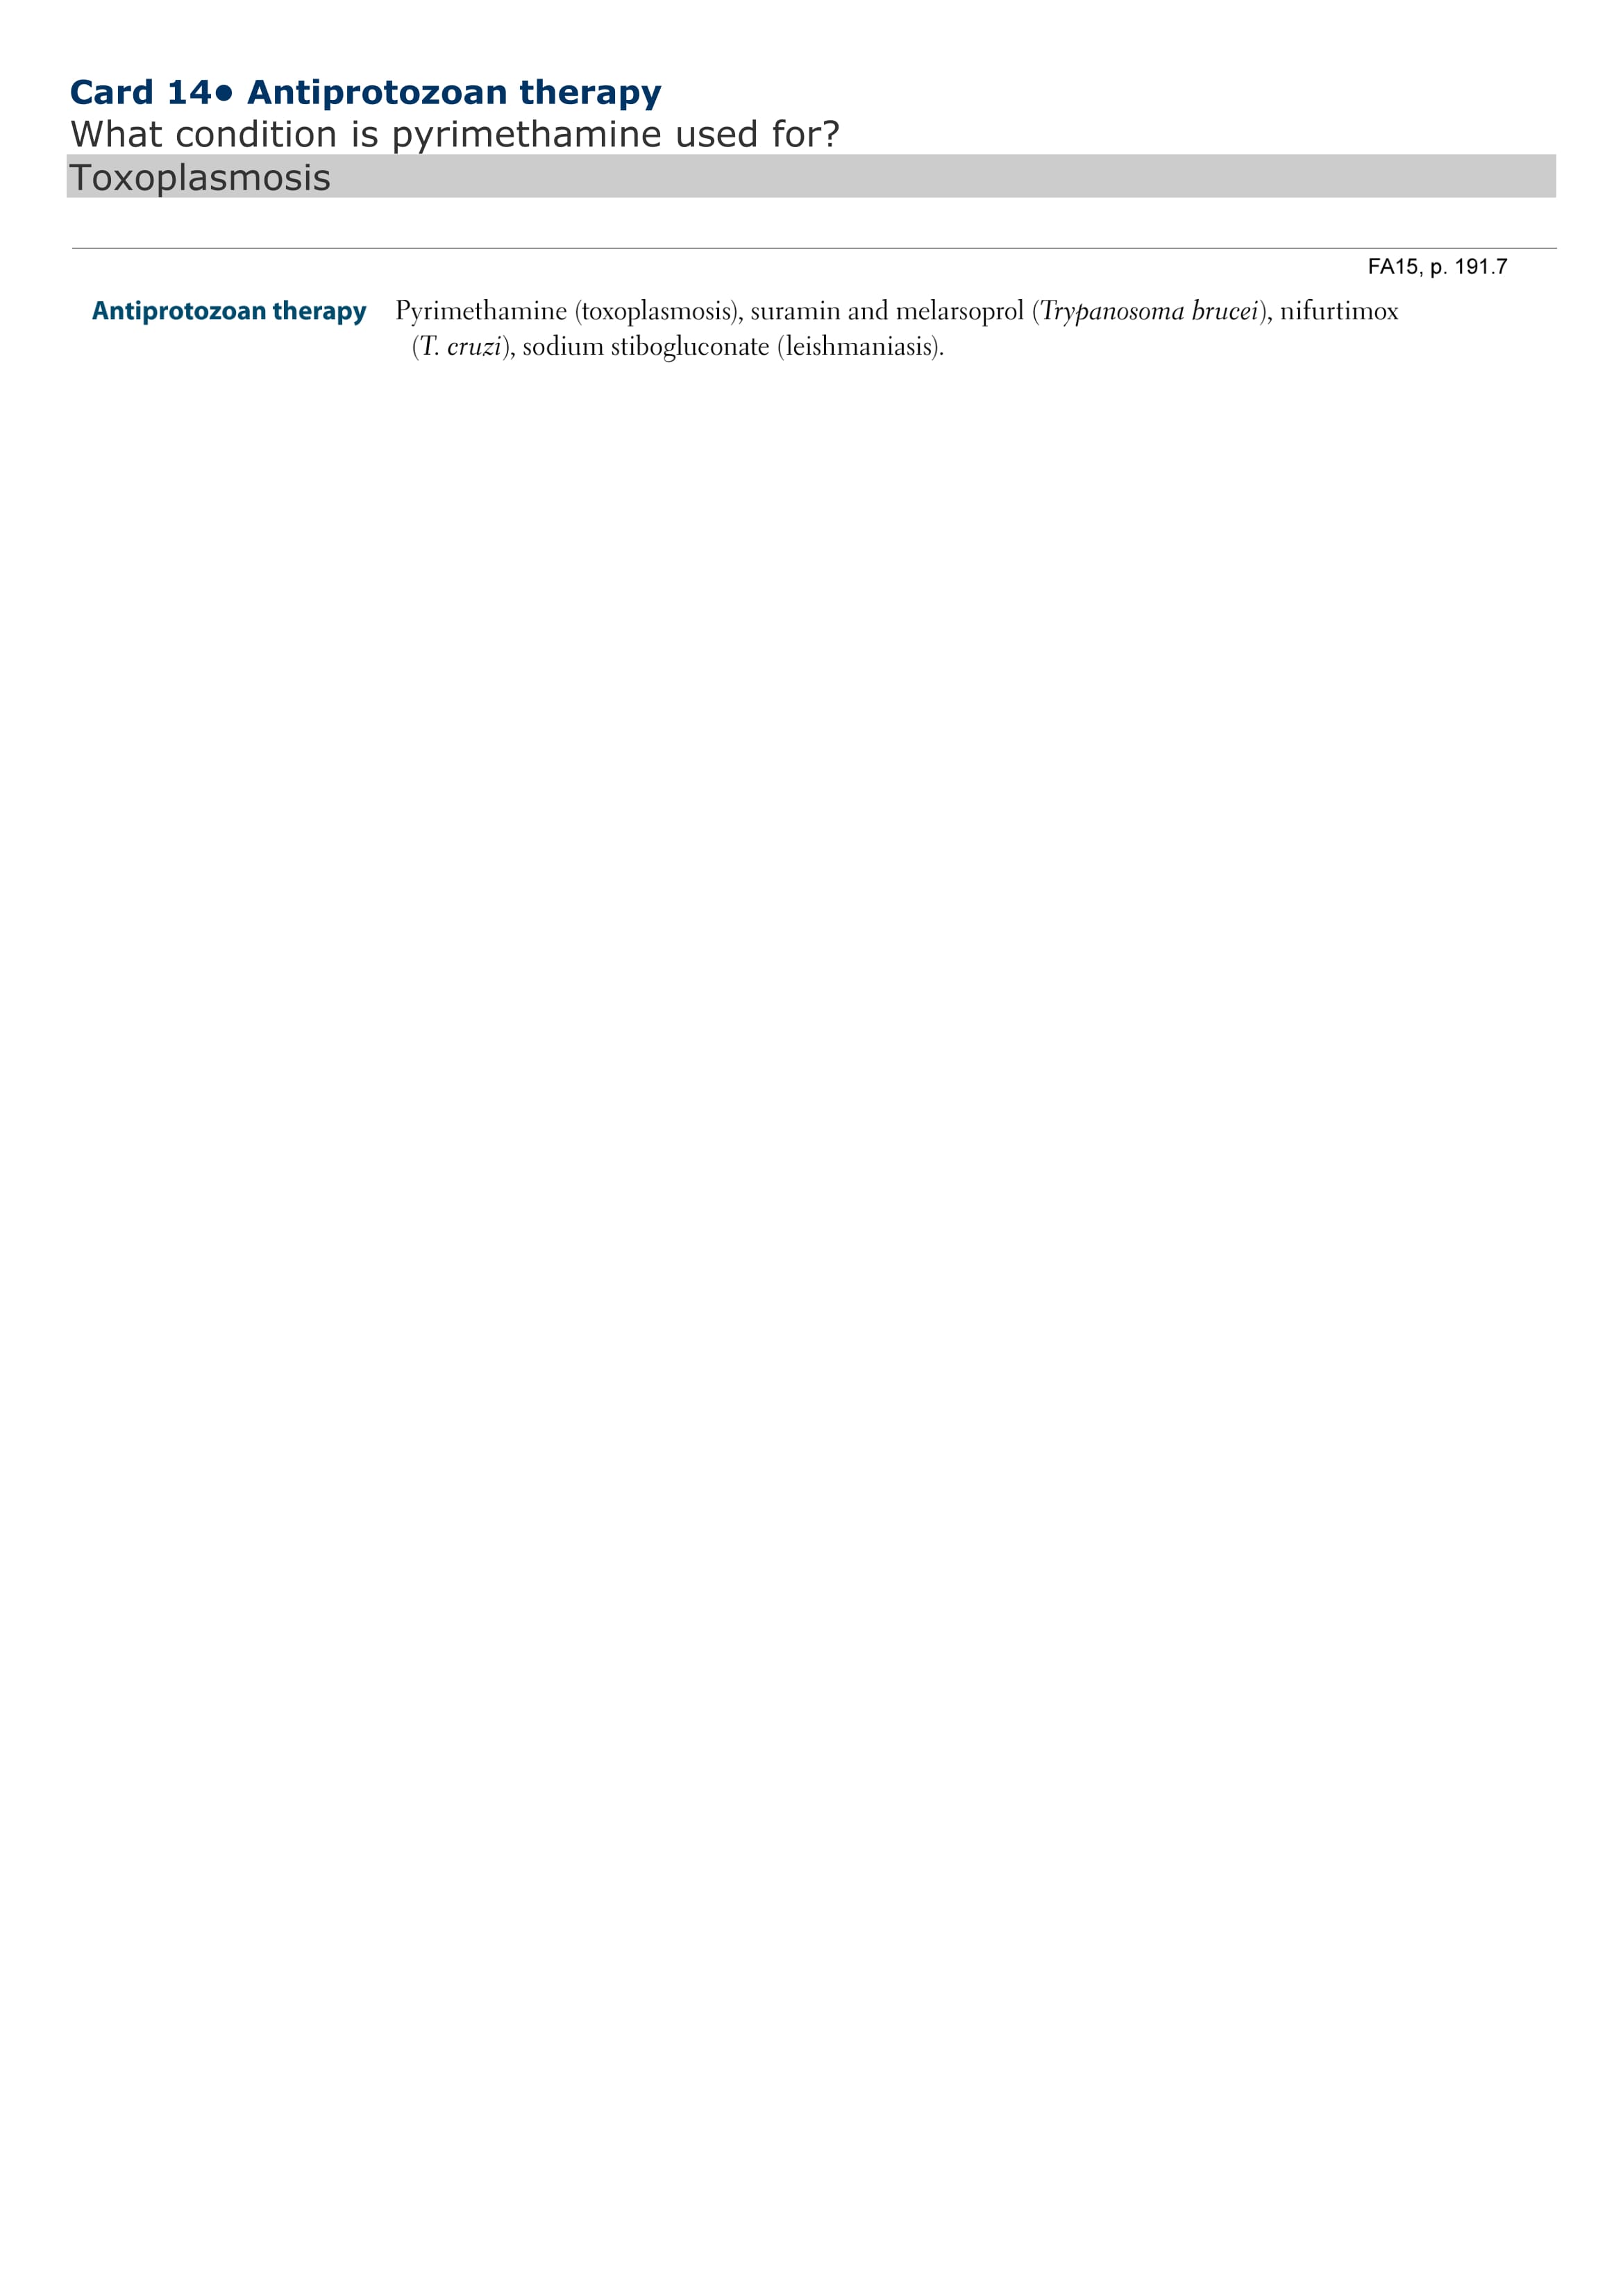 Card 14● Antiprotozoan therapy
What condition is pyrimethamine used for?
Toxoplasmosis
FA15, p. 191.7
Antiprotozoan therapy Pyrimethamine (toxoplasmosis), suramin and melarsoprol (Trypanosoma brucei), nifurtimox
(T. cruzi), sodium stibogluconate (leishmaniasis).